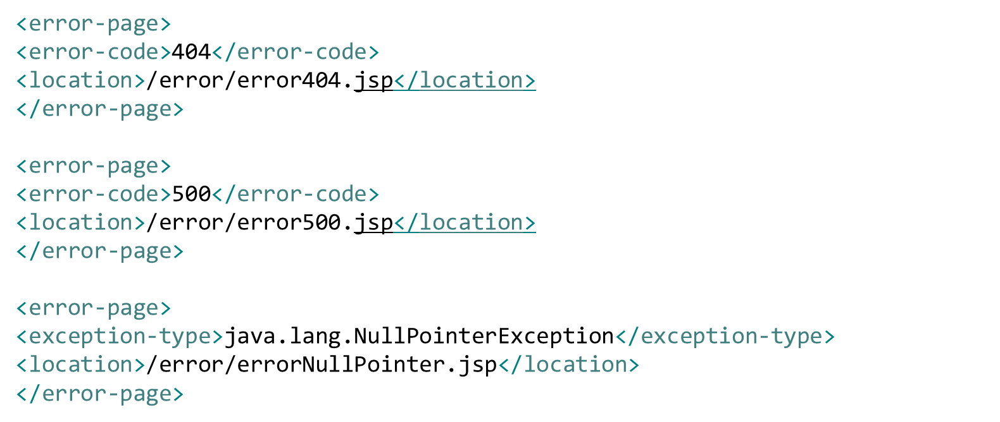 <error-page>
<error-code>404</error-code>
<location>/error/error404.jsp</location>
</error-page>
<error-page>
<error-code>500</error-code>
<location>/error/error500.jsp</location>
</error-page>
<error-page>
<exception-type>java.lang.NullPointerException</exception-type>
<location>/error/errorNullPointer.jsp</location>
</error-page>